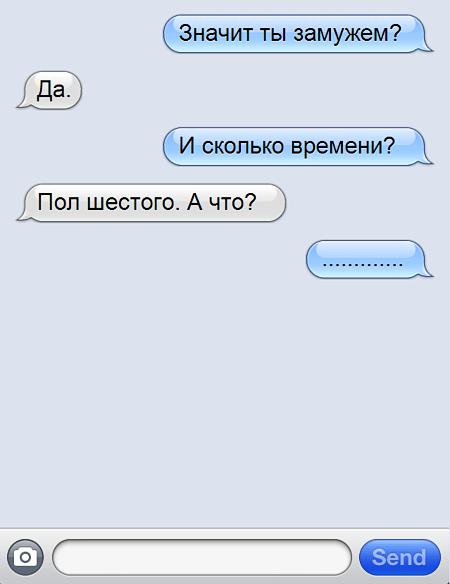 Значит ты замужем?
Да.
И сколько времени?
Пол шестого. А что?
.............
Send